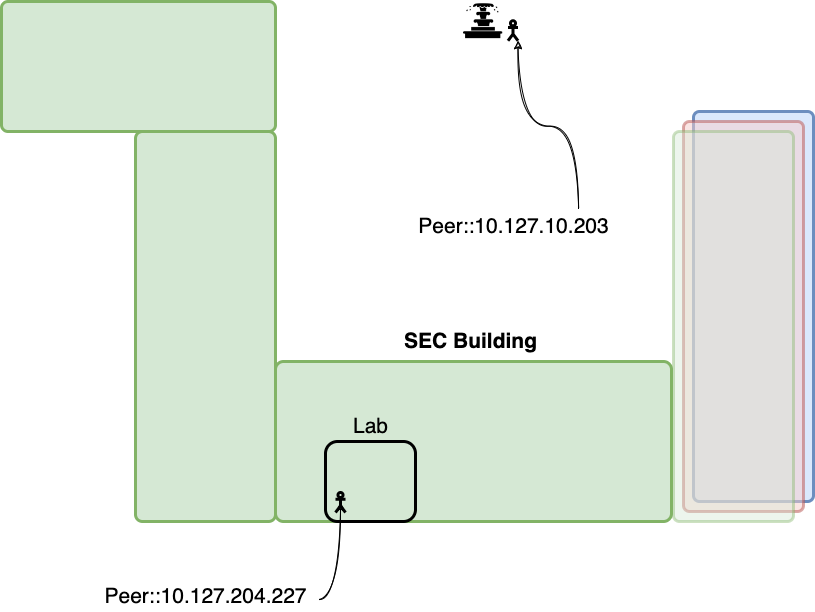 Peer::10.127.10.203
SEC Building
Lab
Peer::10.127.204.227